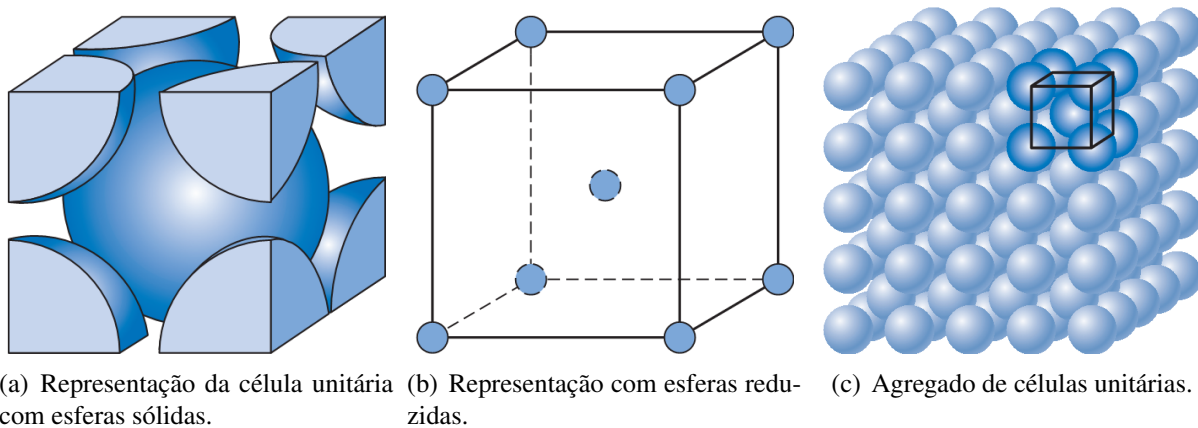 (a) Representação da célula unitária
com esferas sólidas.
(b) Representação com esferas redu-
zidas.
(c) Agregado de células unitárias.